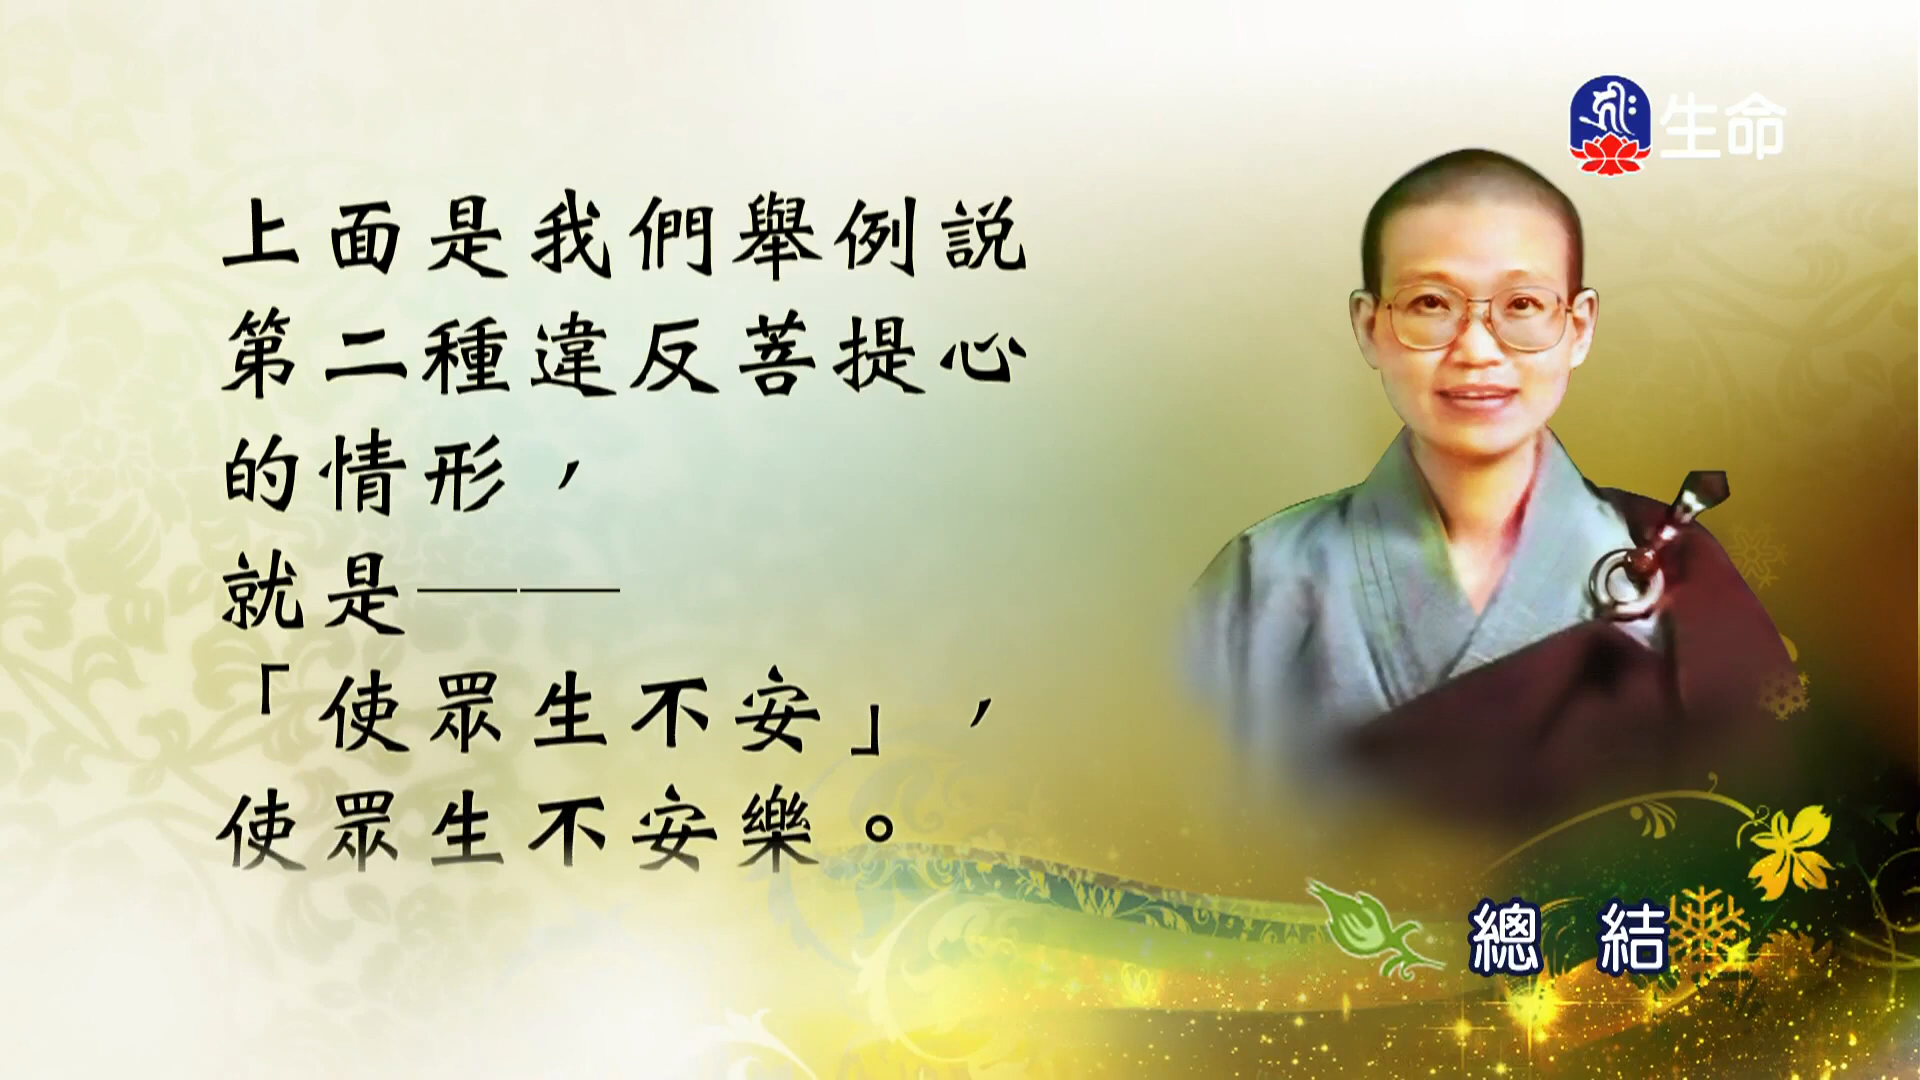 生命
上面是我們舉例說
第二種違反菩提心
的情形，
就是——
「使眾生不安」，
使眾生不安樂。
總結